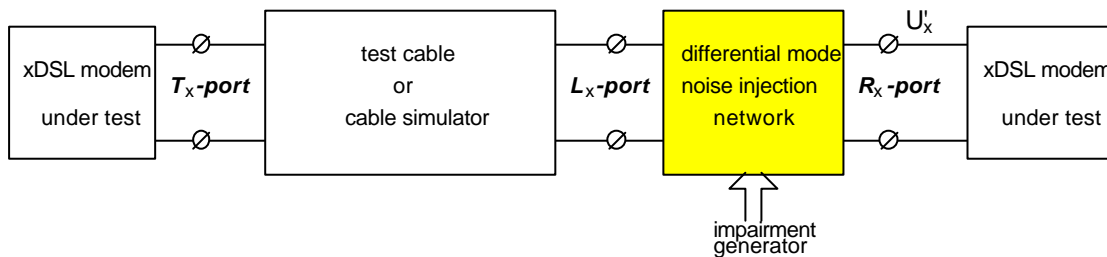 xDSL modem
under test
Tx-port
test cable
or
cable simulator
Lx-port
differential mode
noise injection
network
U'x
Rx-port
xDSL modem
under test
impairment
generator